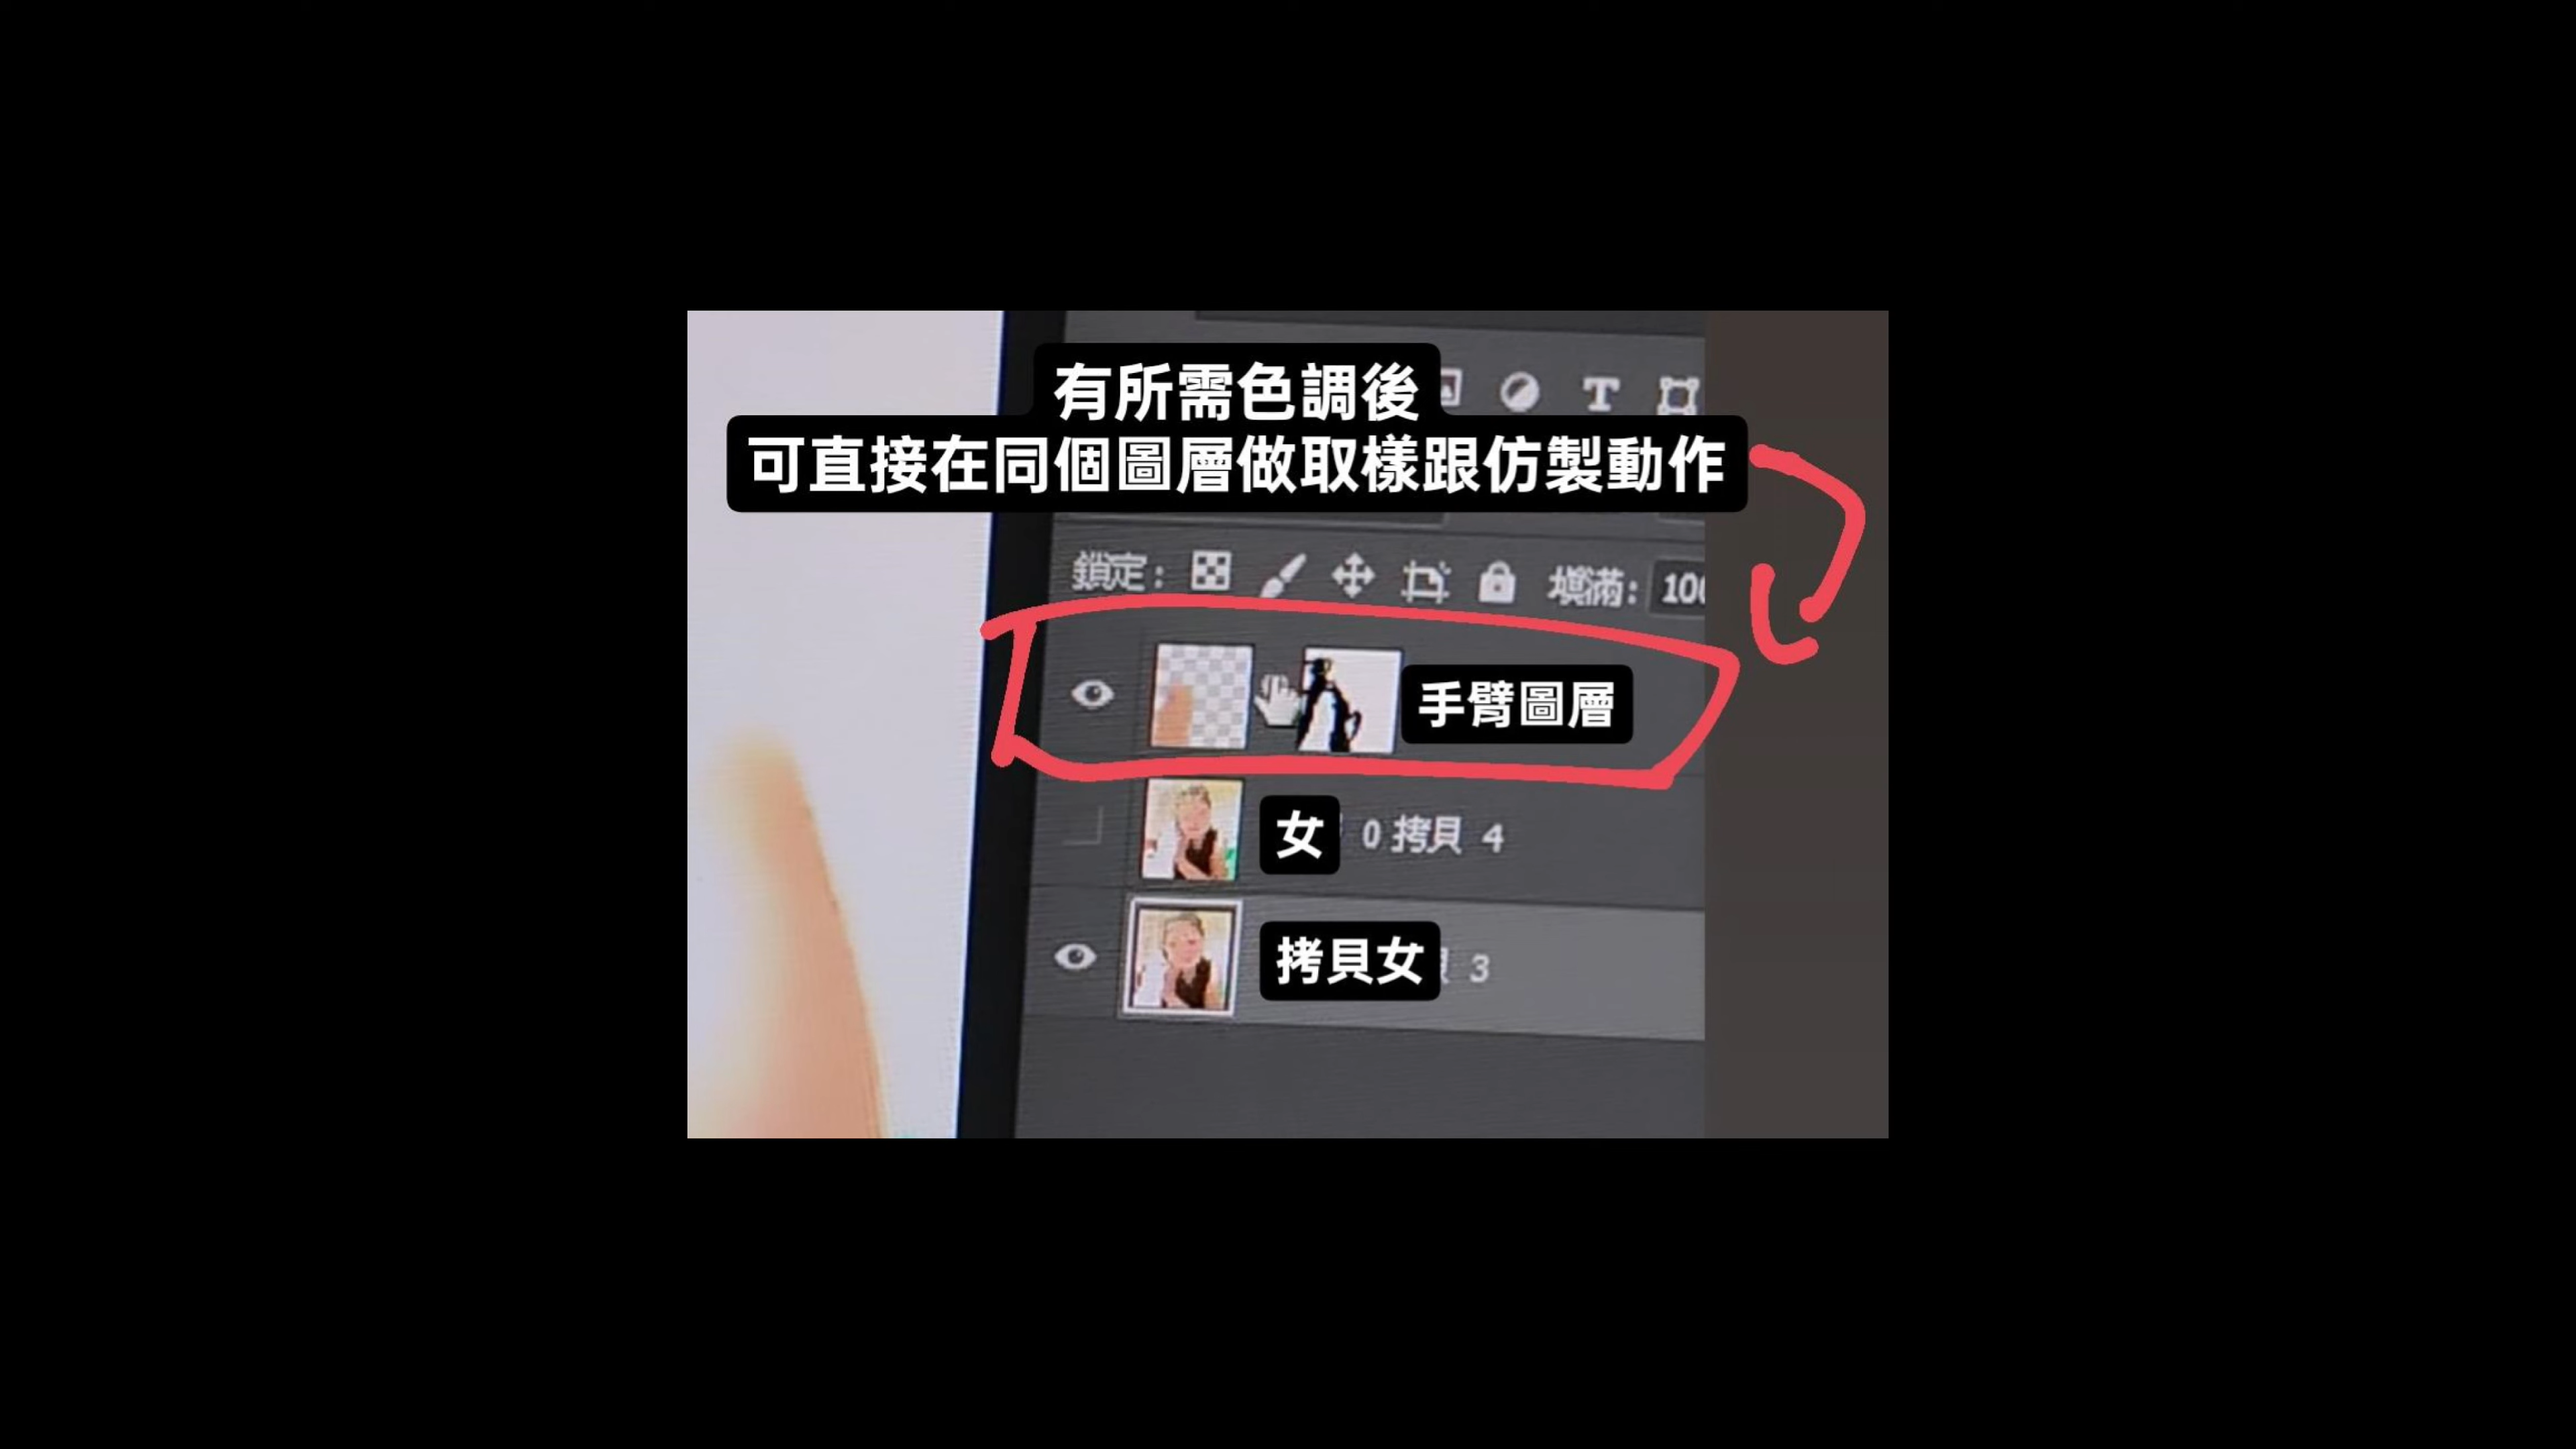 有所需色調後
可直接在同個圖層做取樣跟仿製動作
鎖定：
填滿： 100
手臂圖層
女 0 拷貝 4
拷貝女 3